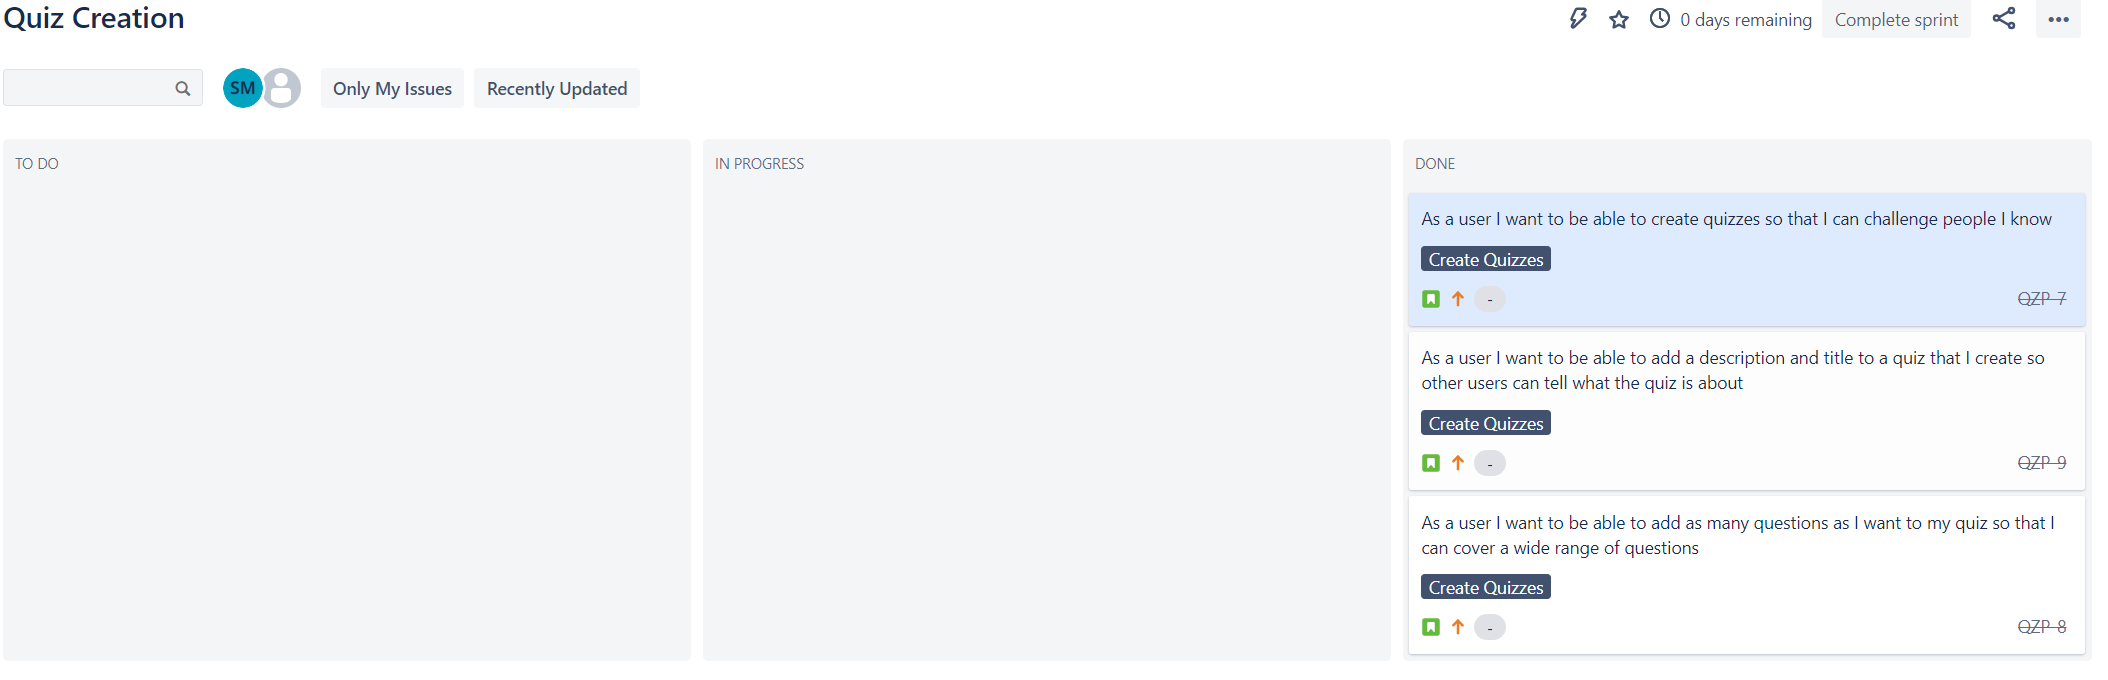 Quiz Creation
0 days remaining
Complete sprint
SM
Only My Issues
Recently Updated
TO DO
IN PROGRESS
DONE
As a user I want to be able to create quizzes so that I can challenge people I know
Create Quizzes
-
QZP-7
As a user I want to be able to add a description and title to a quiz that I create so
other users can tell what the quiz is about
Create Quizzes
-
QZP-9
As a user I want to be able to add as many questions as I want to my quiz so that I
can cover a wide range of questions
Create Quizzes
-
QZP-8